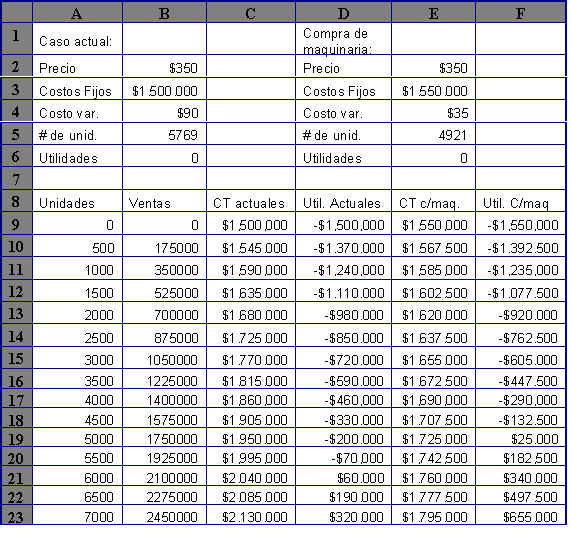 A B C D E F
1 Caso actual: Compra de maquinaria:
2 Precio $350 Precio $350
3 Costos Fijos $1.500.000 Costos Fijos $1.550.000
4 Costo var. $90 Costo var. $35
5 # de unid. 5769 # de unid. 4921
6 Utilidades 0 Utilidades 0
7
8 Unidades Ventas CT actuales Util. Actuales CT c/maq. Util. C/maq
9 0 0 $1.500,000 -$1,500,000 $1.550,000 -$1,550,000
10 500 175000 $1.545.000 -$1.370.000 $1.567.500 -$1.392.500
11 1000 350000 $1.590,000 -$1,240,000 $1.585,000 -$1,235,000
12 1500 525000 $1.635.000 -$1.110.000 $1.602.500 -$1.077.500
13 2000 700000 $1.680.000 -$980.000 $1.620.000 -$920.000
14 2500 875000 $1.725.000 -$850.000 $1.637.500 -$762.500
15 3000 1050000 $1.770.000 -$720.000 $1.655.000 -$605.000
16 3500 1225000 $1.815.000 -$590.000 $1.672.500 -$447.500
17 4000 1400000 $1.860,000 -$460,000 $1.690,000 -$290,000
18 4500 1575000 $1.905.000 -$330.000 $1.707.500 -$132.500
19 5000 1750000 $1.950.000 -$200.000 $1.725.000 $25.000
20 5500 1925000 $1,995,000 -$70,000 $1,742,500 $182,500
21 6000 2100000 $2.040.000 $60.000 $1.760.000 $340.000
22 6500 2275000 $2.085.000 $190.000 $1.777.500 $497.500
23 7000 2450000 $2.130.000 $320.000 $1.795.000 $655.000